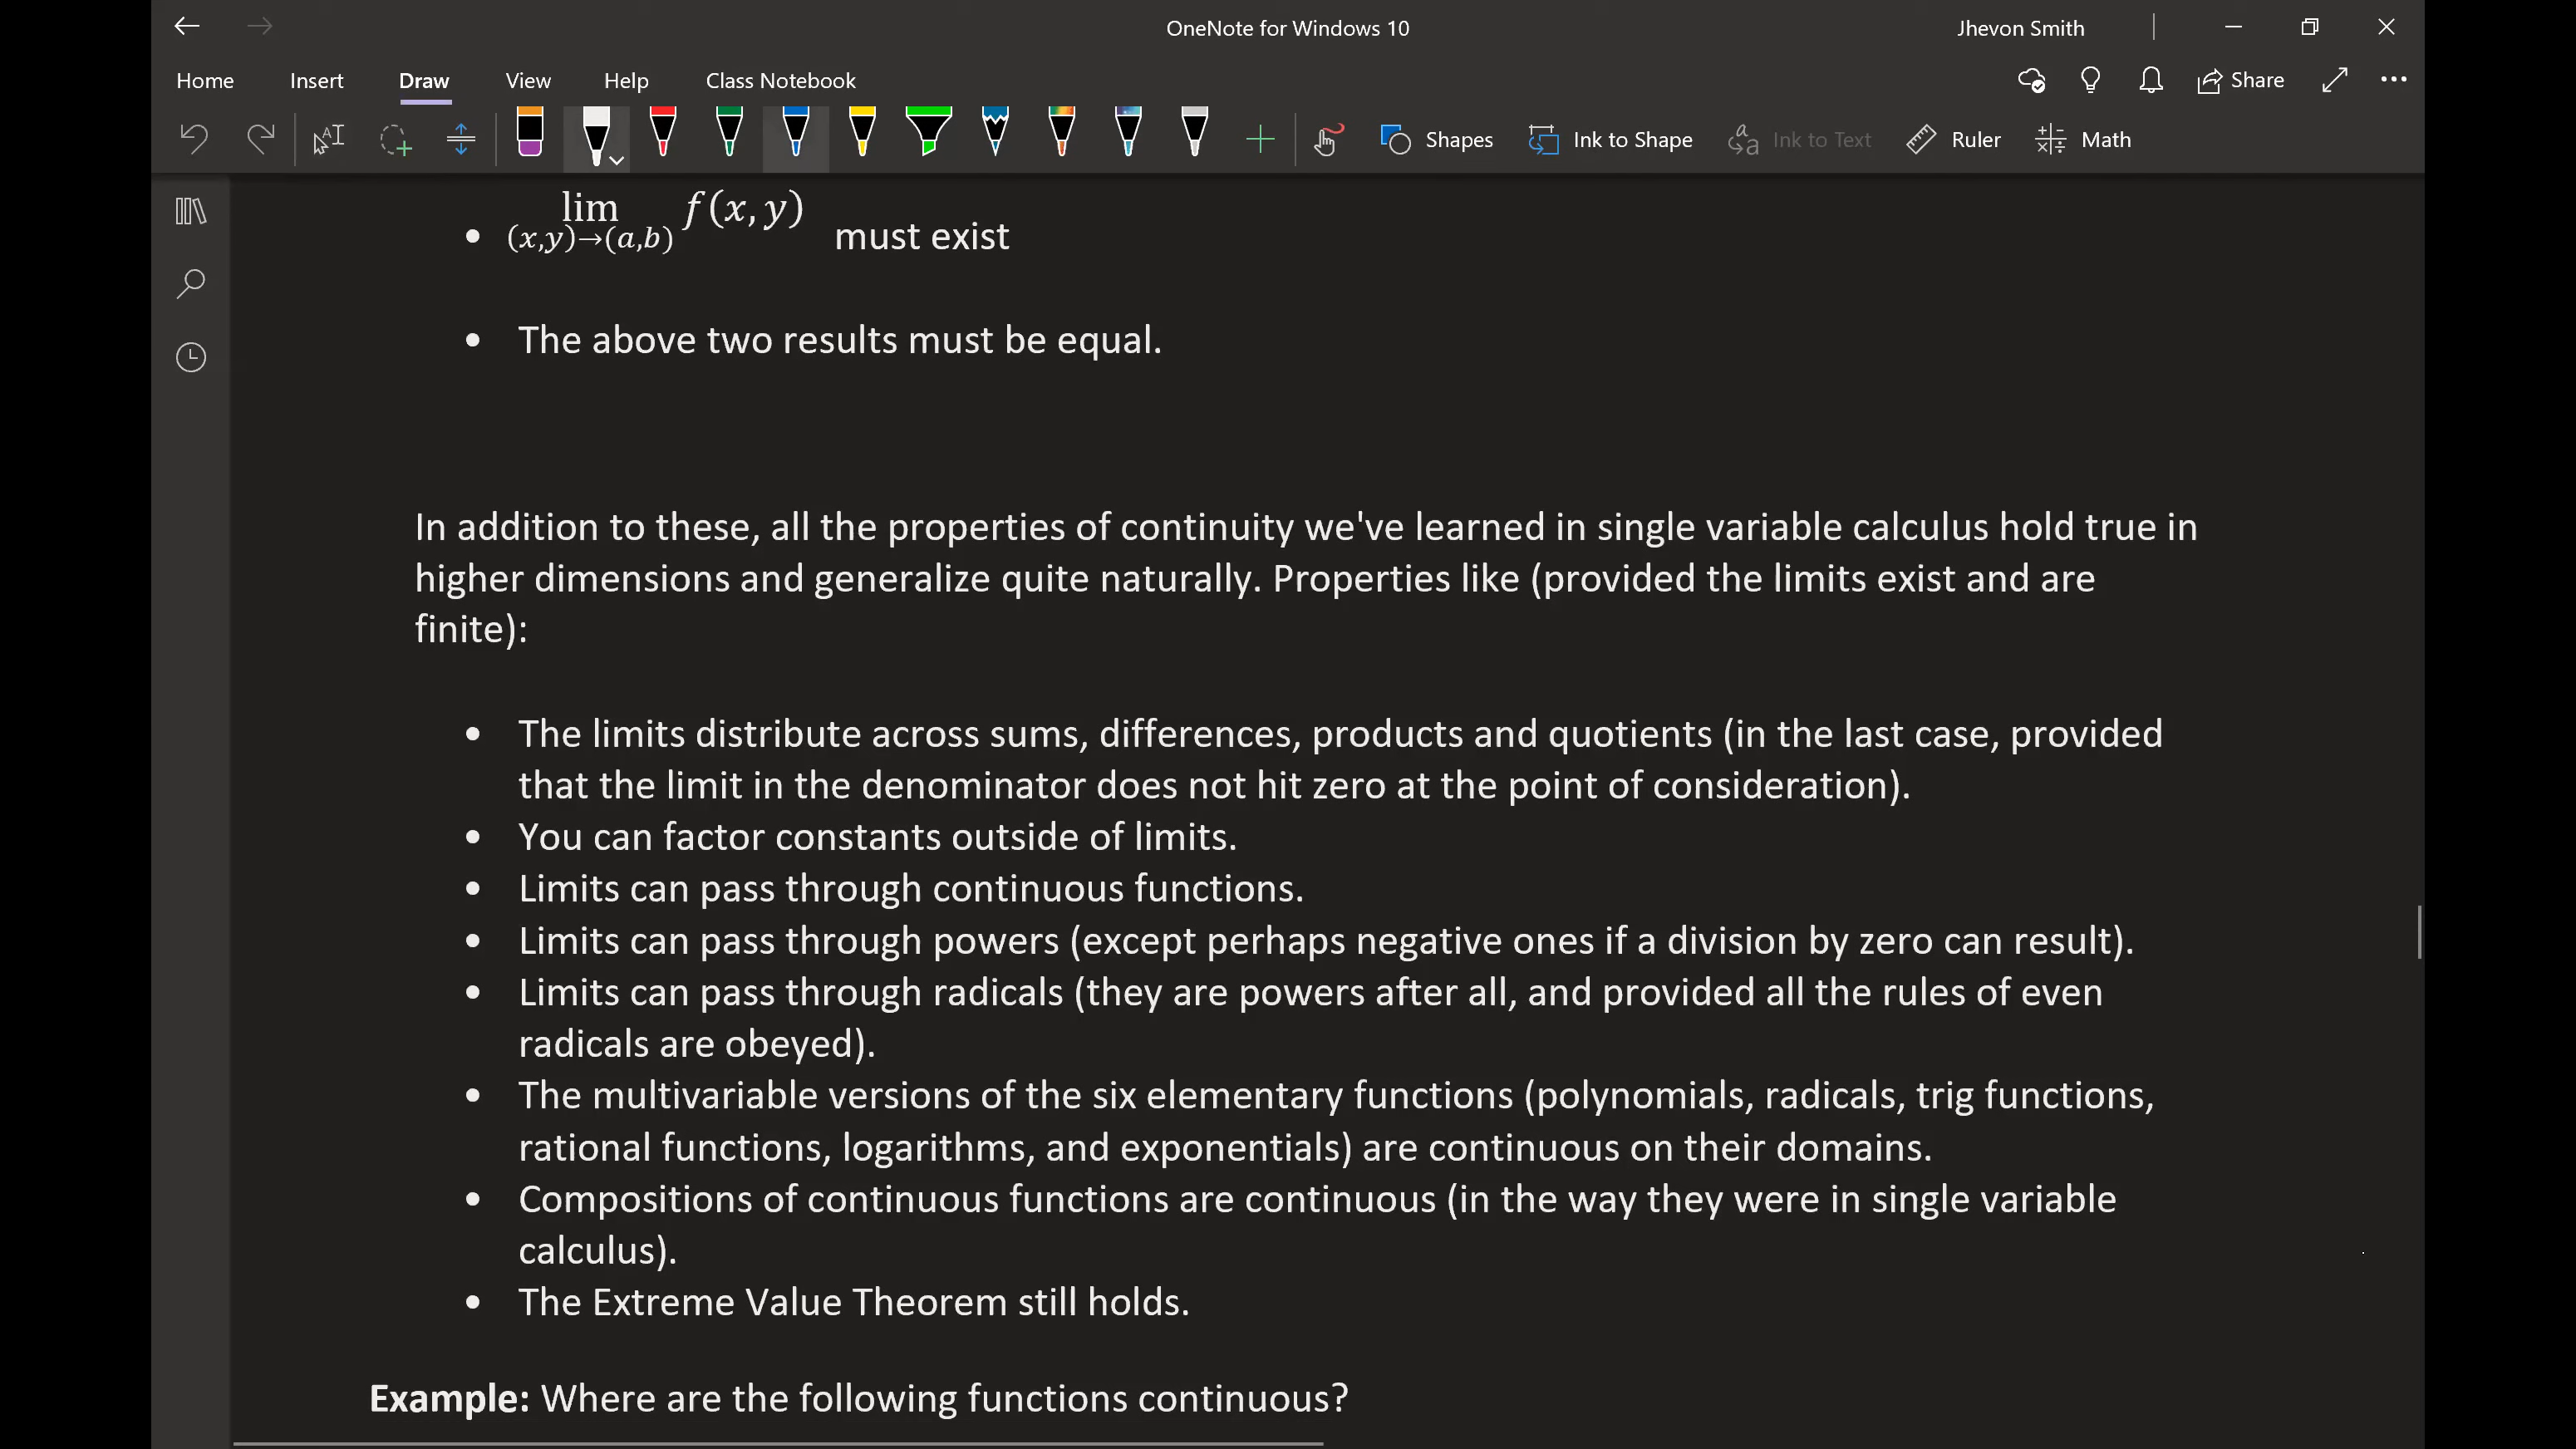 OneNote for Windows 10
Jhevon Smith
Home Insert Draw View Help Class Notebook
Share
Shapes Ink to Shape Ink to Text Ruler Math
• lim f(x, y) must exist
(x,y)→(a,b)
• The above two results must be equal.
In addition to these, all the properties of continuity we've learned in single variable calculus hold true in
higher dimensions and generalize quite naturally. Properties like (provided the limits exist and are
finite):
• The limits distribute across sums, differences, products and quotients (in the last case, provided
that the limit in the denominator does not hit zero at the point of consideration).
• You can factor constants outside of limits.
• Limits can pass through continuous functions.
• Limits can pass through powers (except perhaps negative ones if a division by zero can result).
• Limits can pass through radicals (they are powers after all, and provided all the rules of even
radicals are obeyed).
• The multivariable versions of the six elementary functions (polynomials, radicals, trig functions,
rational functions, logarithms, and exponentials) are continuous on their domains.
• Compositions of continuous functions are continuous (in the way they were in single variable
calculus).
• The Extreme Value Theorem still holds.
Example: Where are the following functions continuous?